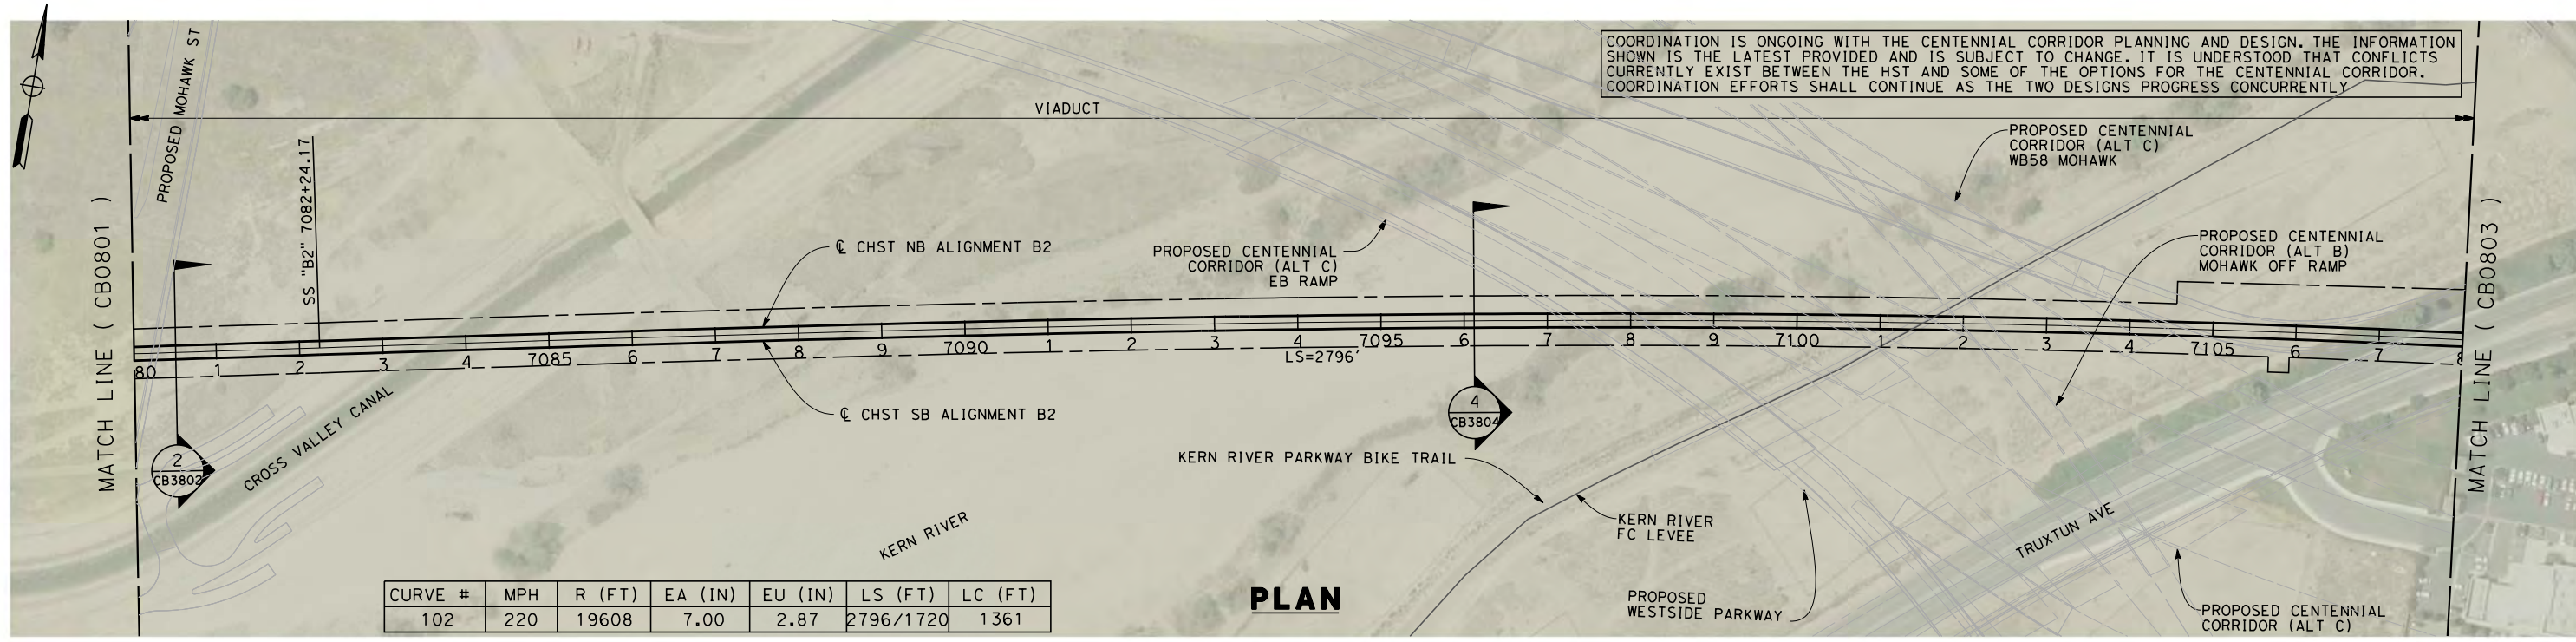 COORDINATION IS ONGOING WITH THE CENTENNIAL CORRIDOR PLANNING AND DESIGN. THE INFORMATION
SHOWN IS THE LATEST PROVIDED AND IS SUBJECT TO CHANGE. IT IS UNDERSTOOD THAT CONFLICTS
CURRENTLY EXIST BETWEEN THE HST AND SOME OF THE OPTIONS FOR THE CENTENNIAL CORRIDOR.
COORDINATION EFFORTS SHALL CONTINUE AS THE TWO DESIGNS PROGRESS CONCURRENTLY
PROPOSED MOHAWK ST
VIADUCT
PROPOSED CENTENNIAL
CORRIDOR (ALT C)
WB58 MOHAWK
MATCH LINE ( CB0801 )
SS "B2" 7082+24.17
℄ CHST NB ALIGNMENT B2
PROPOSED CENTENNIAL
CORRIDOR (ALT C)
EB RAMP
PROPOSED CENTENNIAL
CORRIDOR (ALT B)
MOHAWK OFF RAMP
MATCH LINE ( CB0803 )
80 1 2 3 4 7085 6 7 8 9 7090 1 2 3 4 7095 6 7 8 9 7100 1 2 3 4 7105 6 7 8
LS=2796'
℄ CHST SB ALIGNMENT B2
4
CB3804
2
CB3802
CROSS VALLEY CANAL
KERN RIVER PARKWAY BIKE TRAIL
KERN RIVER
KERN RIVER
FC LEVEE
TRUXTUN AVE
PROPOSED
WESTSIDE PARKWAY
PROPOSED CENTENNIAL
CORRIDOR (ALT C)
CURVE # MPH R (FT) EA (IN) EU (IN) LS (FT) LC (FT)
102 220 19608 7.00 2.87 2796/1720 1361
PLAN